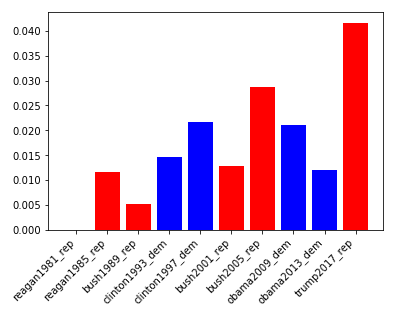 0.040
0.035
0.030
0.025
0.020
0.015
0.010
0.005
0.000
reagan1981_rep
reagan1985_rep
bush1989_rep
clinton1993_dem
clinton1997_dem
bush2001_rep
bush2005_rep
obama2009_dem
obama2013_dem
trump2017_rep